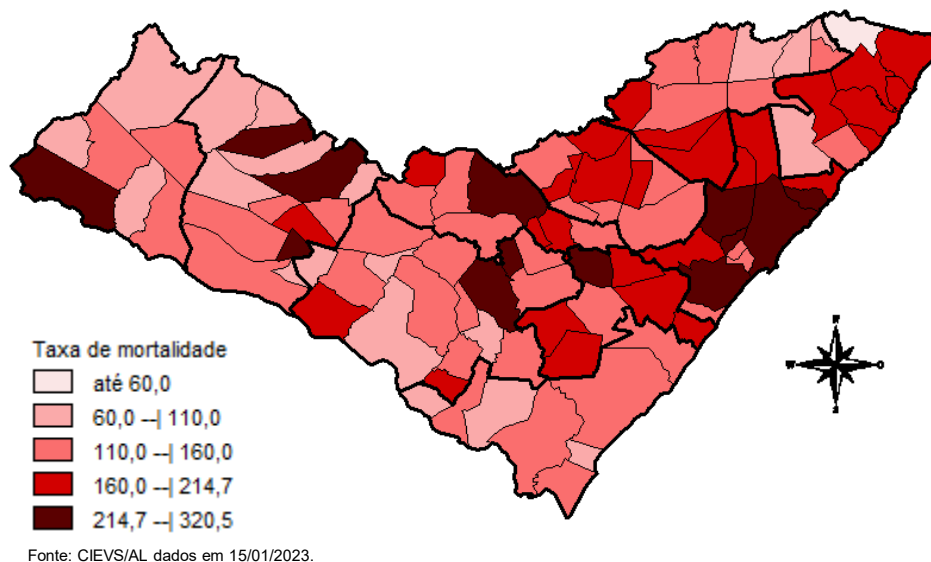 N
W
O
S
Taxa de mortalidade
até 60,0
60,0 --| 110,0
110,0 --| 160,0
160,0 --| 214,7
214,7 --| 320,5
Fonte: CIEVS/AL dados em 15/01/2023.